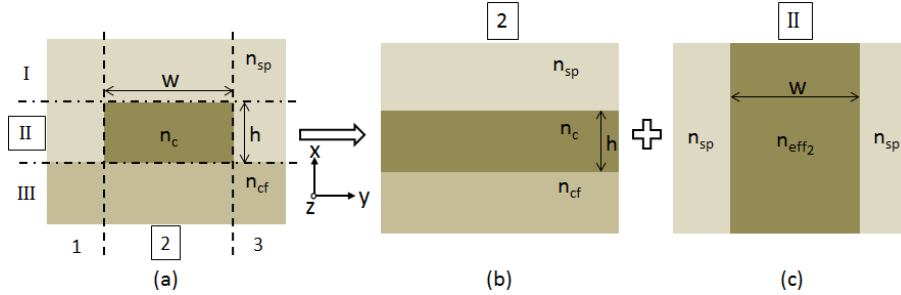 2
II
I
n_sp
w
n_sp
w
II
n_c
h
n_c
h
n_sp
n_eff2
n_sp
x
III
n_cf
n_cf
z
y
1
2
3
(a)
(b)
(c)